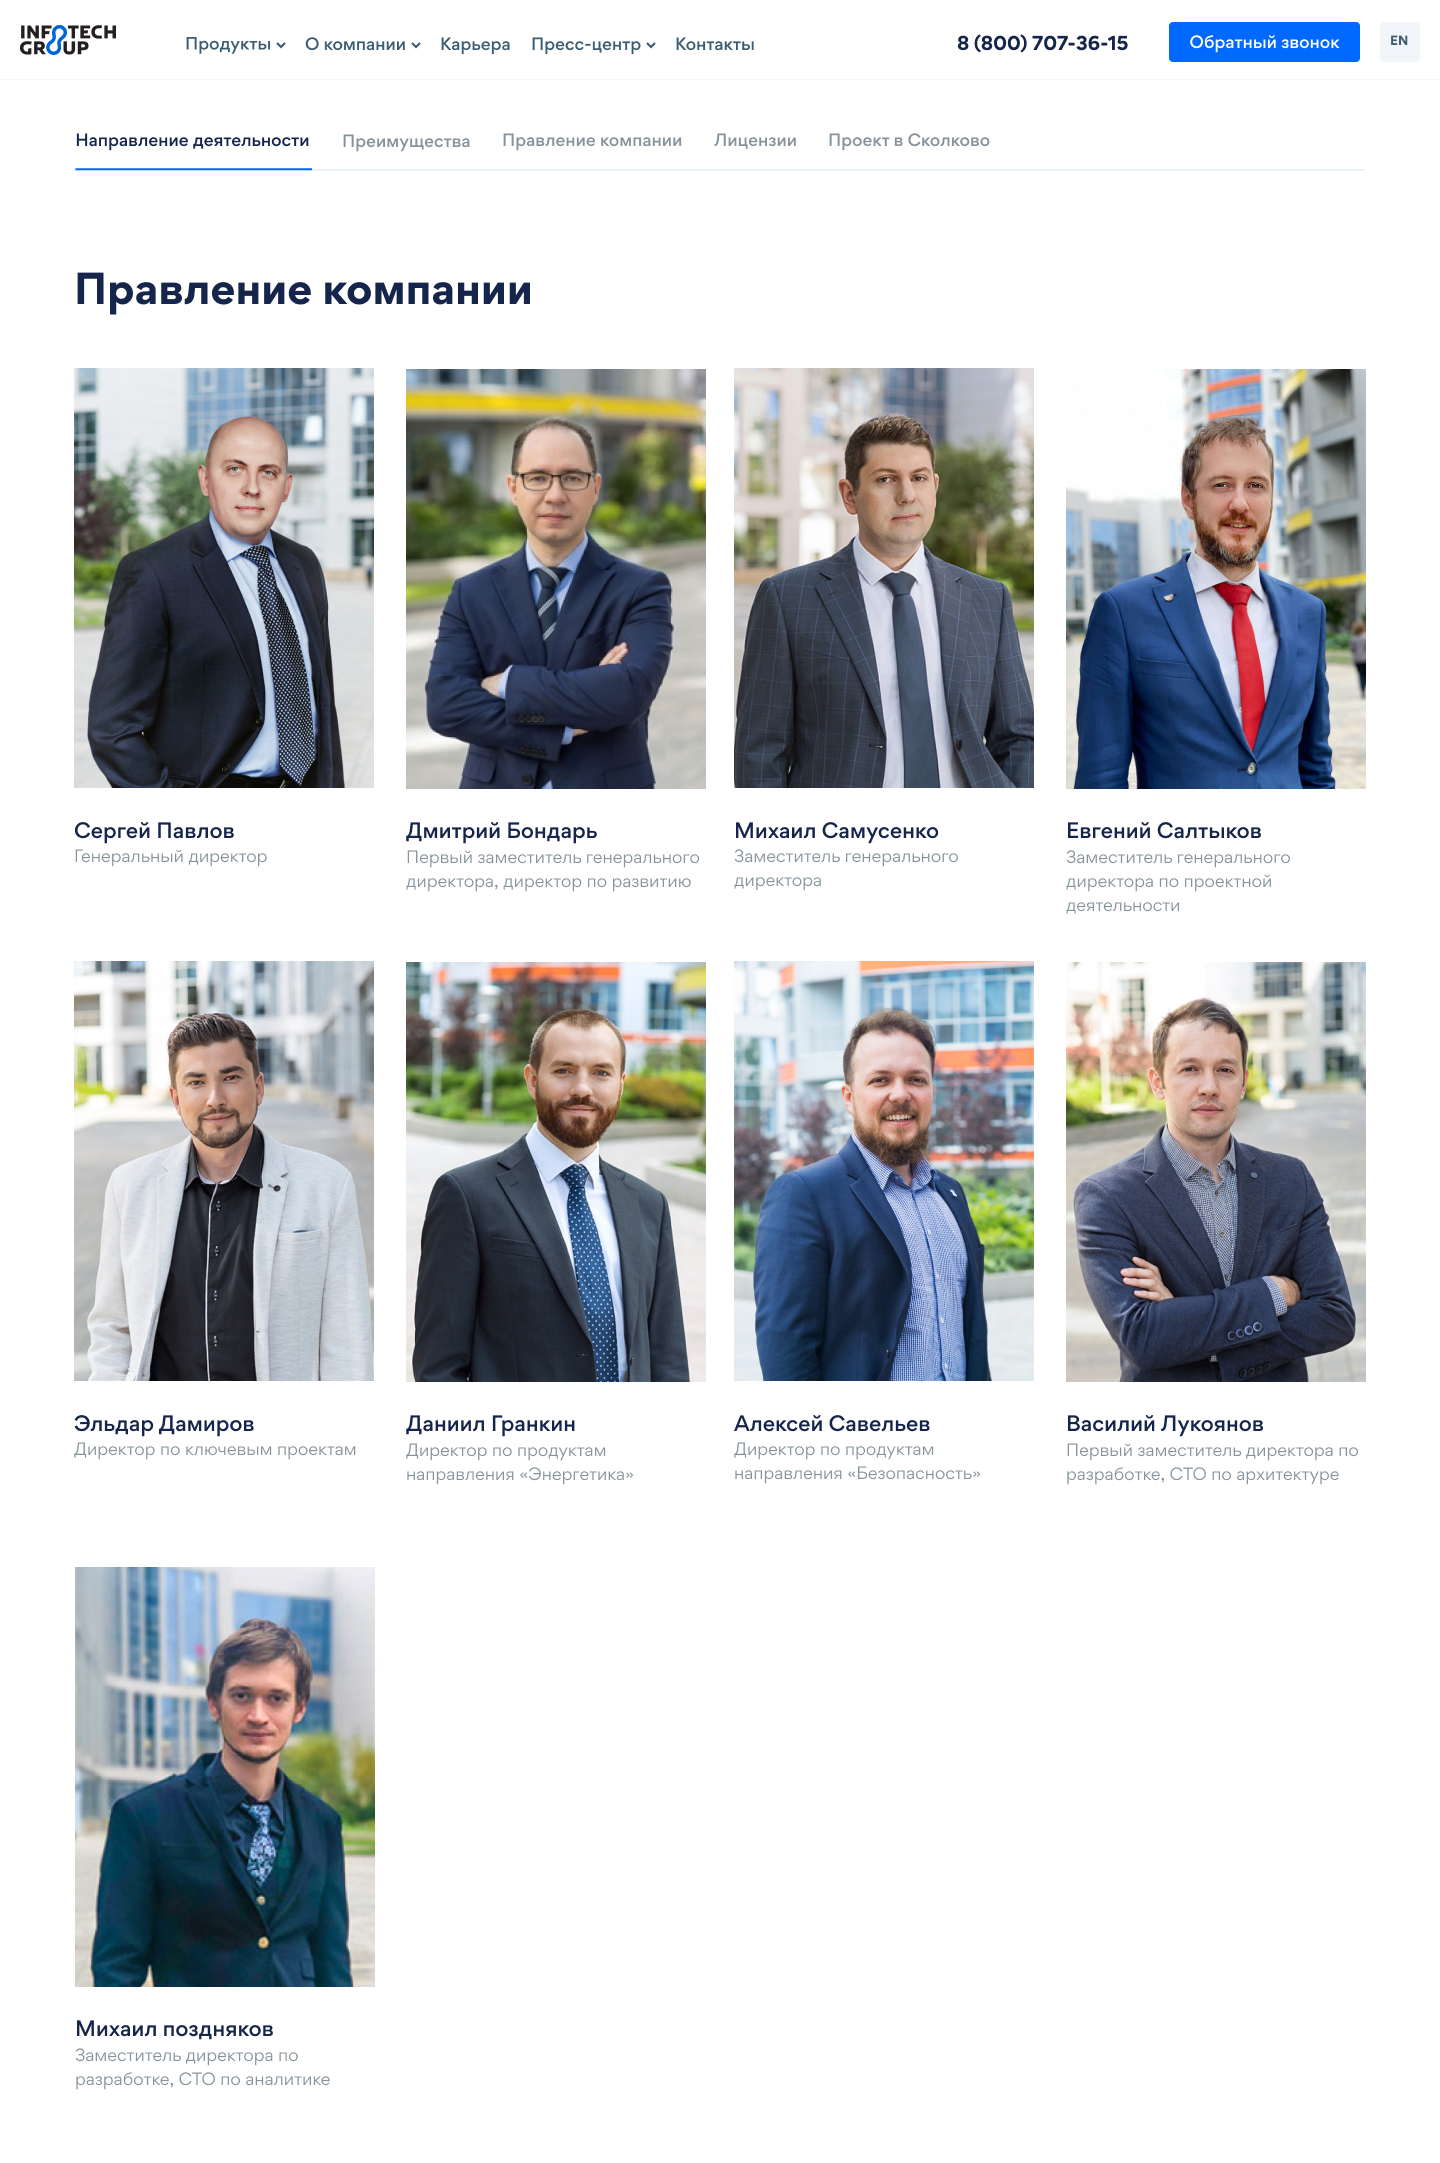 INFOTECH
GROUP
Продукты
О компании
Карьера
Пресс-центр
Контакты
8 (800) 707-36-15
Обратный звонок
EN
Направление деятельности
Преимущества
Правление компании
Лицензии
Проект в Сколково
Правление компании
Сергей Павлов
Генеральный директор
Дмитрий Бондарь
Первый заместитель генерального
директора, директор по развитию
Михаил Самусенко
Заместитель генерального
директора
Евгений Салтыков
Заместитель генерального
директора по проектной
деятельности
Эльдар Дамиров
Директор по ключевым проектам
Даниил Гранкин
Директор по продуктам
направления «Энергетика»
Алексей Савельев
Директор по продуктам
направления «Безопасность»
Василий Лукоянов
Первый заместитель директора по
разработке, СТО по архитектуре
Михаил поздняков
Заместитель директора по
разработке, СТО по аналитике